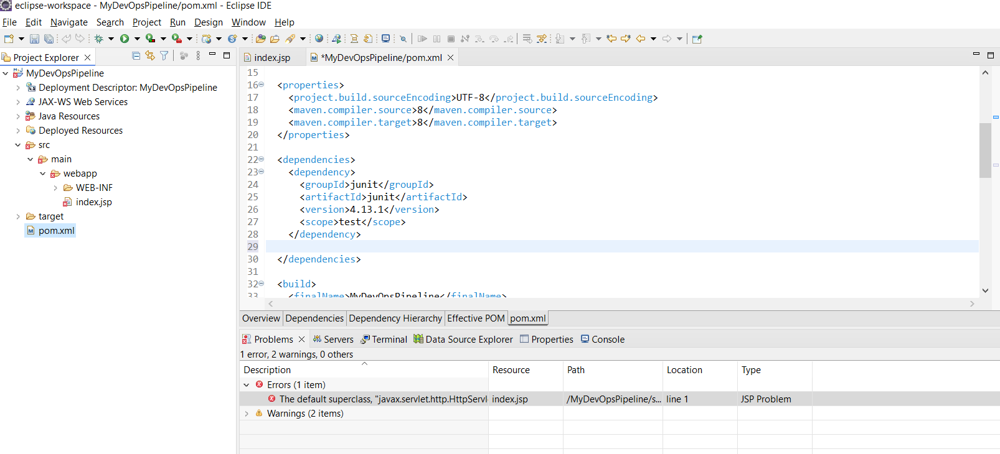 eclipse-workspace - MyDevOpsPipeline/pom.xml - Eclipse IDE
File Edit Navigate Search Project Run Design Window Help
Project Explorer
MyDevOpsPipeline
Deployment Descriptor: MyDevOpsPipeline
JAX-WS Web Services
Java Resources
Deployed Resources
src
main
webapp
WEB-INF
index.jsp
target
pom.xml
index.jsp *MyDevOpsPipeline/pom.xml
15
16 <properties>
17 <project.build.sourceEncoding>UTF-8</project.build.sourceEncoding>
18 <maven.compiler.source>8</maven.compiler.source>
19 <maven.compiler.target>8</maven.compiler.target>
20 </properties>
21
22 <dependencies>
23 <dependency>
24 <groupId>junit</groupId>
25 <artifactId>junit</artifactId>
26 <version>4.13.1</version>
27 <scope>test</scope>
28 </dependency>
29
30 </dependencies>
31
32 <build>
33 <finalName>MyDevOpsPipeline</finalName>
Overview Dependencies Dependency Hierarchy Effective POM pom.xml
Problems Servers Terminal Data Source Explorer Properties Console
1 error, 2 warnings, 0 others
Description Resource Path Location Type
Errors (1 item)
The default superclass, "javax.servlet.http.HttpServl index.jsp /MyDevOpsPipeline/s... line 1 JSP Problem
Warnings (2 items)